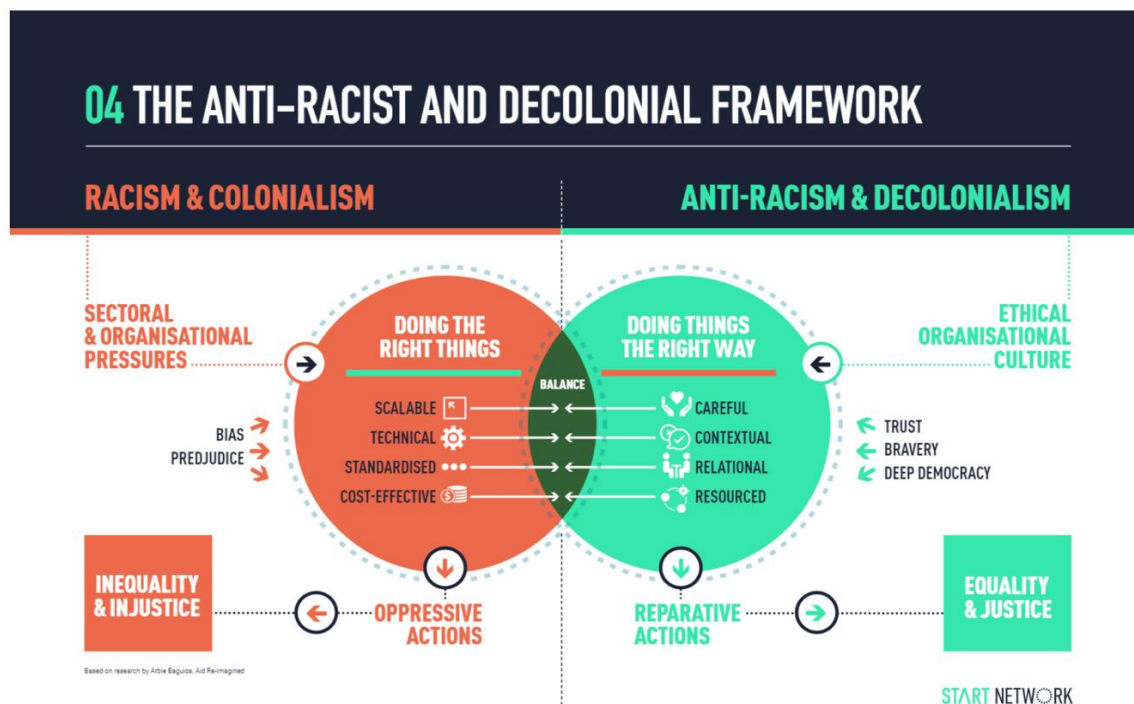 04 THE ANTI-RACIST AND DECOLONIAL FRAMEWORK
RACISM & COLONIALISM
ANTI-RACISM & DECOLONIALISM
SECTORAL
& ORGANISATIONAL
PRESSURES
DOING THE
RIGHT THINGS
DOING THINGS
THE RIGHT WAY
ETHICAL
ORGANISATIONAL
CULTURE
BALANCE
SCALABLE
CAREFUL
TECHNICAL
CONTEXTUAL
STANDARDISED
RELATIONAL
COST-EFFECTIVE
RESOURCED
BIAS
PREDJUDICE
TRUST
BRAVERY
DEEP DEMOCRACY
INEQUALITY
& INJUSTICE
OPPRESSIVE
ACTIONS
REPARATIVE
ACTIONS
EQUALITY
& JUSTICE
Based on research by Arbie Baguios, Aid Re-imagined
START NETWORK